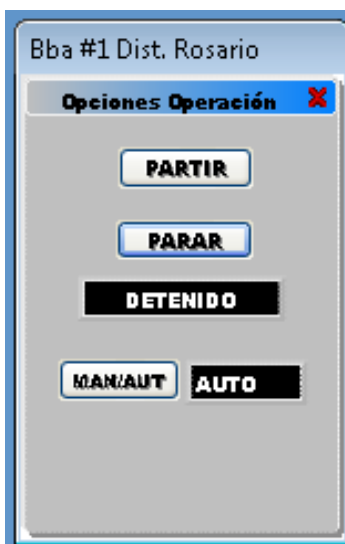 Bba #1 Dist. Rosario
Opciones Operación
PARTIR
PARAR
DETENIDO
MAN/AUT AUTO